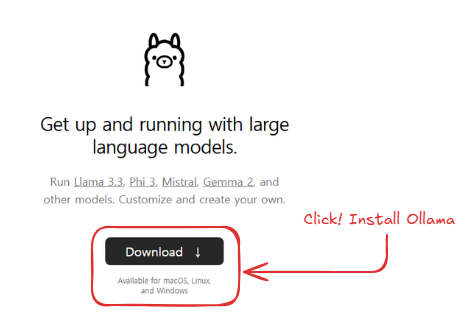 Get up and running with large
language models.
Run Llama 3.3, Phi 3, Mistral, Gemma 2, and
other models. Customize and create your own.
Click! Install Ollama
Download ↓
Available for macOS, Linux,
and Windows